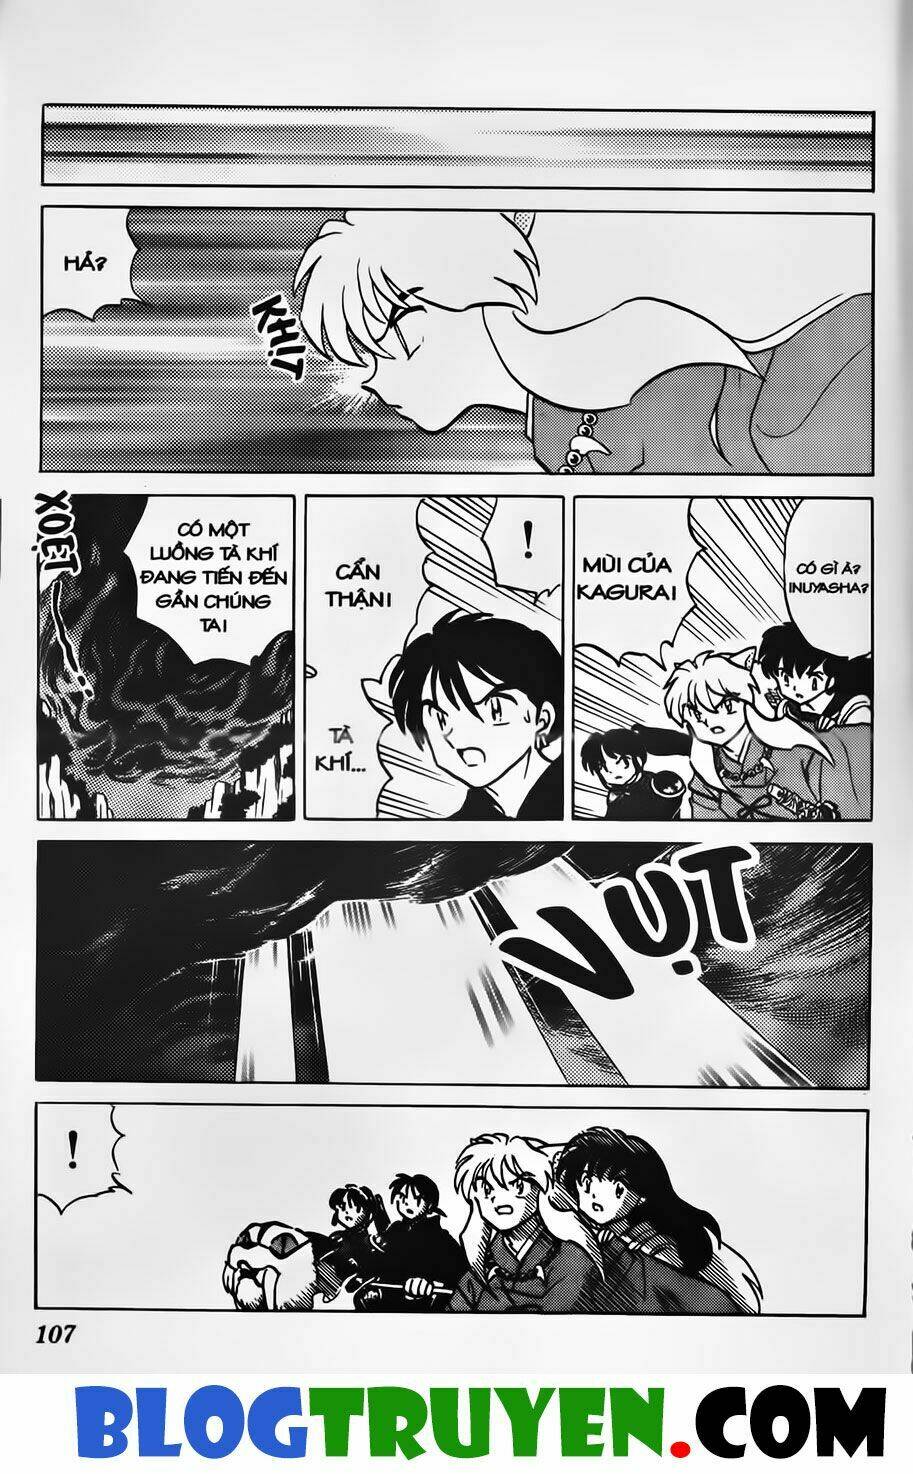 KHỊT
HẢ?
CÓ GÌ À?
INUYASHA?
MÙI CỦA
KAGURA!
!
CẨN
THẬN!
TÀ
KHÍ...
CÓ MỘT
LUỒNG TÀ KHÍ
ĐANG TIẾN ĐẾN
GẦN CHÚNG
TA!
XOẸT
VỤT
!
107
BLOGTRUYEN.COM